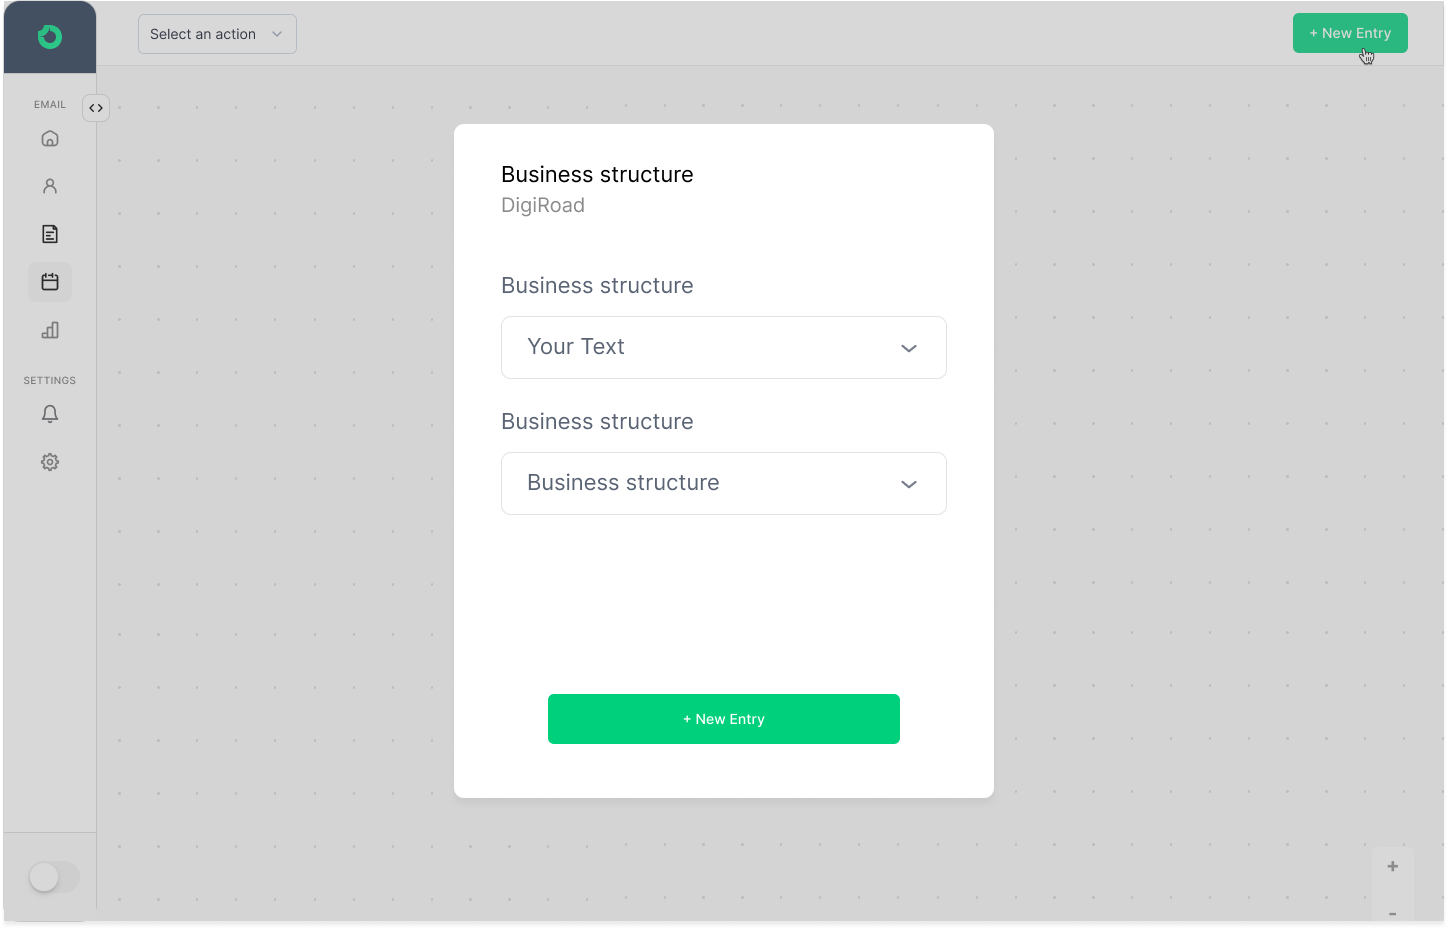 Select an action
+ New Entry
EMAIL
SETTINGS
Business structure
DigiRoad
Business structure
Your Text
Business structure
Business structure
+ New Entry
+
-